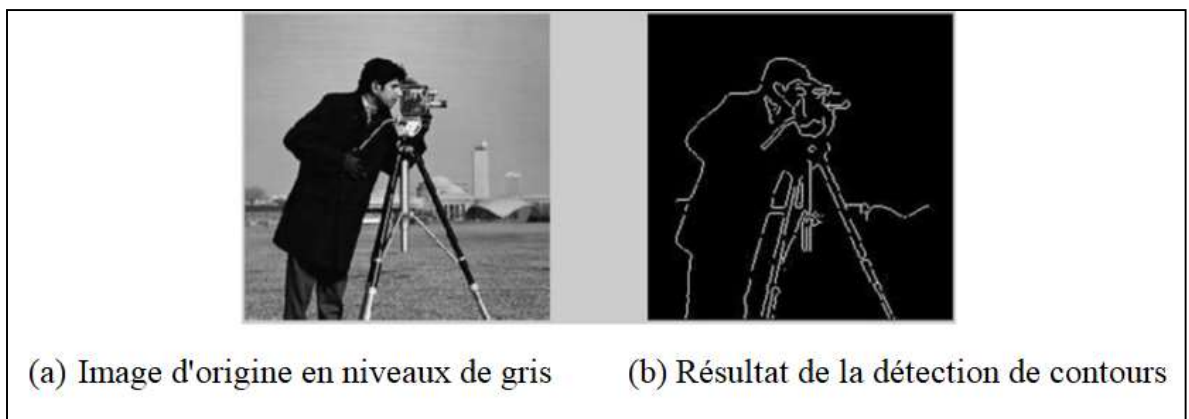 (a) Image d'origine en niveaux de gris
(b) Résultat de la détection de contours